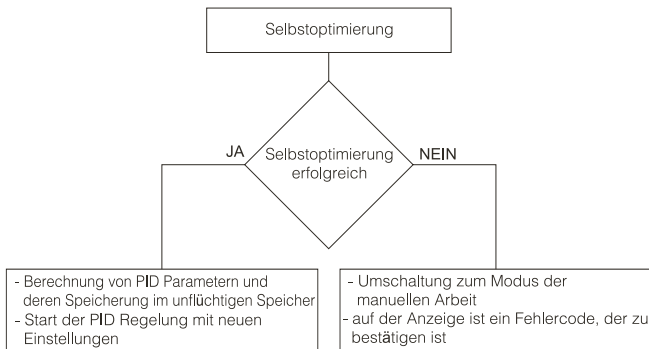 Selbstoptimierung
JA
Selbstoptimierung
erfolgreich
NEIN
- Berechnung von PID Parametern und
deren Speicherung im unflüchtigen Speicher
- Start der PID Regelung mit neuen
Einstellungen
- Umschaltung zum Modus der
manuellen Arbeit
- auf der Anzeige ist ein Fehlercode, der zu
bestätigen ist